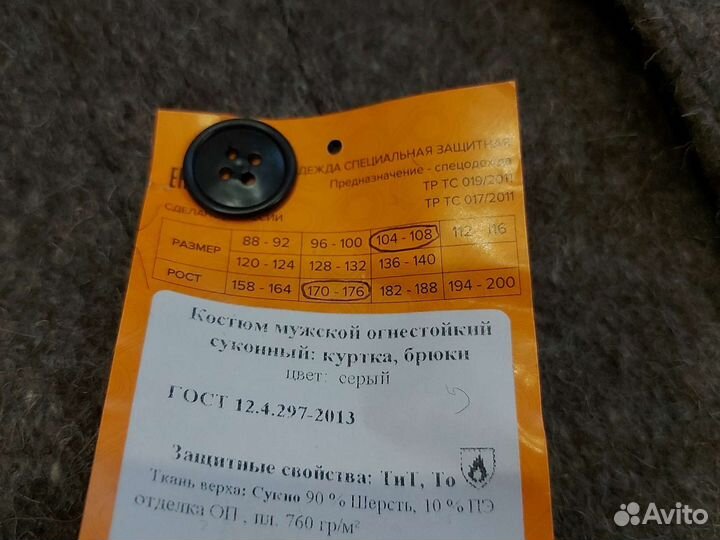 ДЕЖДА СПЕЦИАЛЬНАЯ ЗАЩИТНАЯ
Предназначение - спецодежда
ТР ТС 019/2011
ТР ТС 017/2011
СДЕЛАНО
РАЗМЕР 88 - 92 96 - 100 104 - 108 112 - 116
120 - 124 128 - 132 136 - 140
РОСТ 158 - 164 170 - 176 182 - 188 194 - 200
Костюм мужской огнестойкий
суконный: куртка, брюки
цвет: серый
ГОСТ 12.4.297-2013
Защитные свойства: ТиТ, То
Ткань верха: Сукно 90 % Шерсть, 10 % ПЭ
отделка ОП , пл. 760 гр/м²
Avito